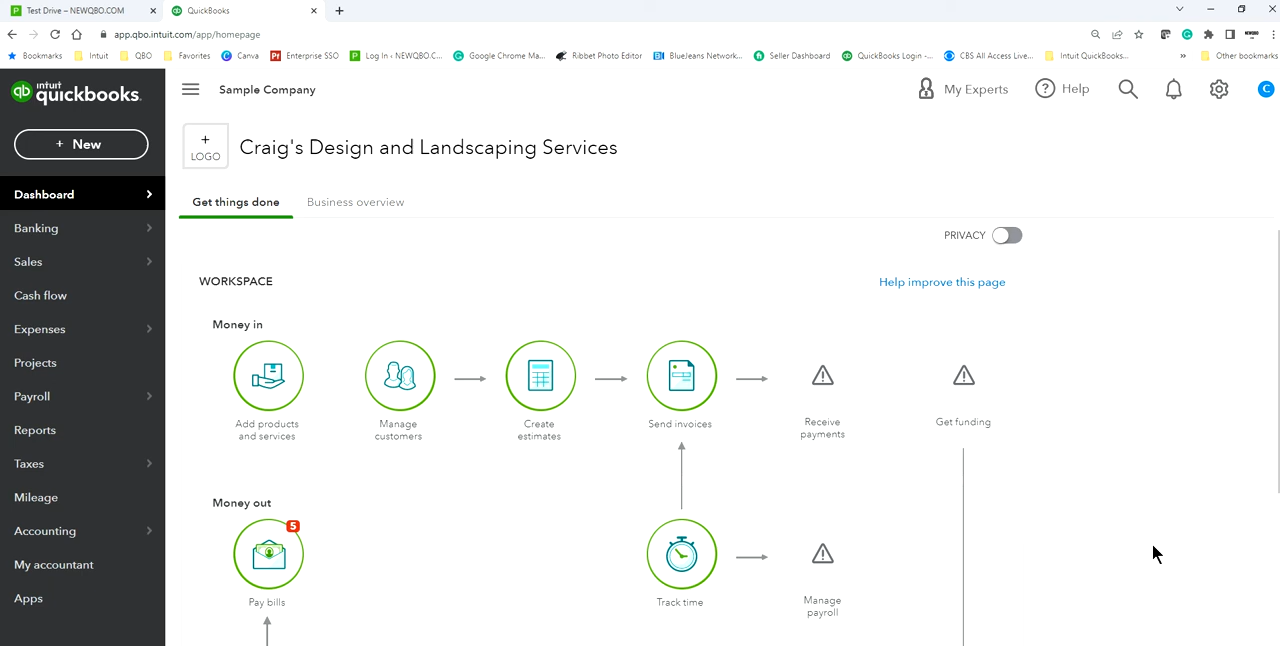 Test Drive – NEWQBO.COM
QuickBooks
app.qbo.intuit.com/app/homepage
Bookmarks
Intuit
QBO
Favorites
Canva
Enterprise SSO
Log In ‹ NEWQBO.C...
Google Chrome Ma...
Ribbet Photo Editor
BlueJeans Network...
Seller Dashboard
QuickBooks Login -...
CBS All Access Live...
Intuit QuickBooks...
»
Other bookmarks
intuit
quickbooks.
Sample Company
My Experts
Help
C
+ New
+
LOGO
Craig's Design and Landscaping Services
Dashboard
Banking
Sales
Cash flow
Expenses
Projects
Payroll
Reports
Taxes
Mileage
Accounting
My accountant
Apps
Get things done
Business overview
PRIVACY
WORKSPACE
Help improve this page
Money in
Add products
and services
Manage
customers
Create
estimates
Send invoices
Receive
payments
Get funding
Money out
5
Pay bills
Track time
Manage
payroll